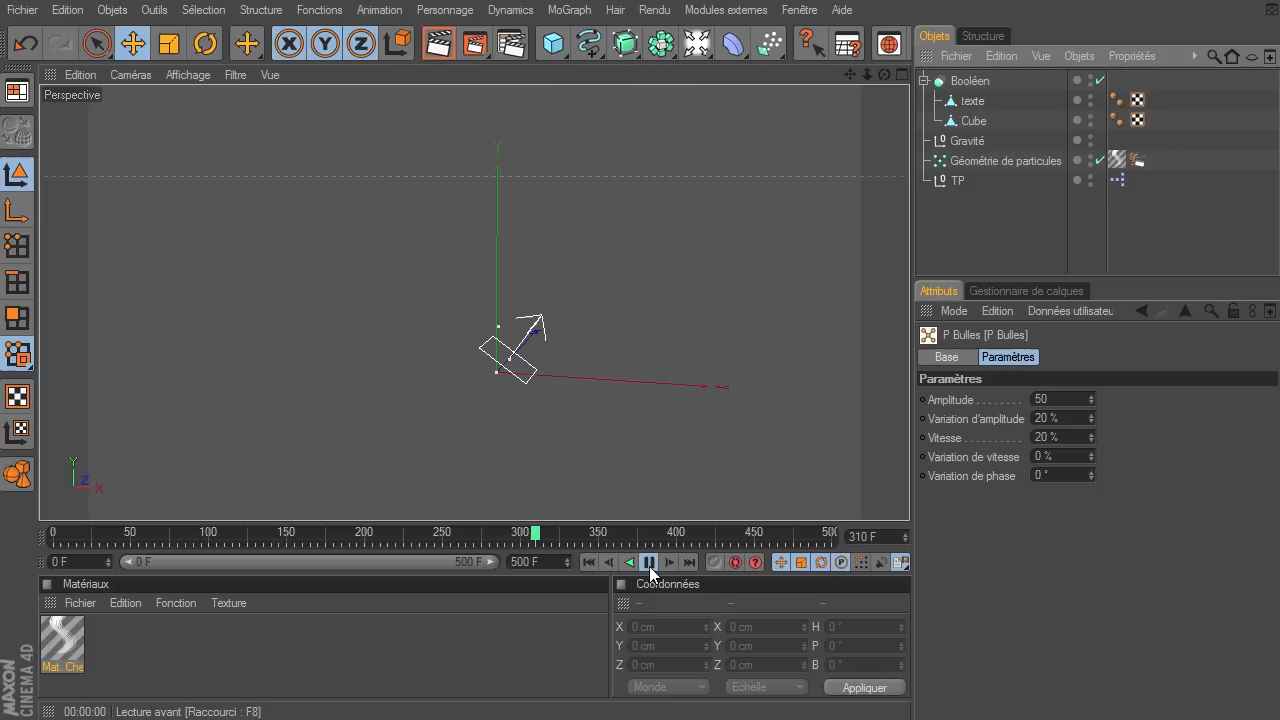 Fichier Edition Outils Sélection Structure Fonctions Animation Personnage Dynamics MoGraph Hair Rendu Modules externes Fenêtre Aide
X Y Z
Objets Structure
Fichier Edition Vue Objets Propriétés
Edition Caméras Affichage Filtre Vue
Perspective
Y
Y
Z
X
X
Booléen
texte
Cube
Gravité
Géométrie de particules
TP
Attributs Gestionnaire de calques
Mode Edition Données utilisateu
P Bulles [P Bulles]
Base Paramètres
Paramètres
Amplitude . . . . . . . . 50
Variation d'amplitude 20 %
Vitesse . . . . . . . . . . 20 %
Variation de vitesse 0 %
Variation de phase 0 °
0 50 100 150 200 250 300 350 400 450 500 310 F
0 F 0 F 500 F 500 F
Matériaux
Fichier Edition Fonction Texture
Mat. Che
Coordonnées
-- -- --
X 0 cm X 0 cm H 0 °
Y 0 cm Y 0 cm P 0 °
Z 0 cm Z 0 cm B 0 °
Monde Echelle Appliquer
MAXON
CINEMA 4D
00:00:00 Lecture avant [Raccourci : F8]